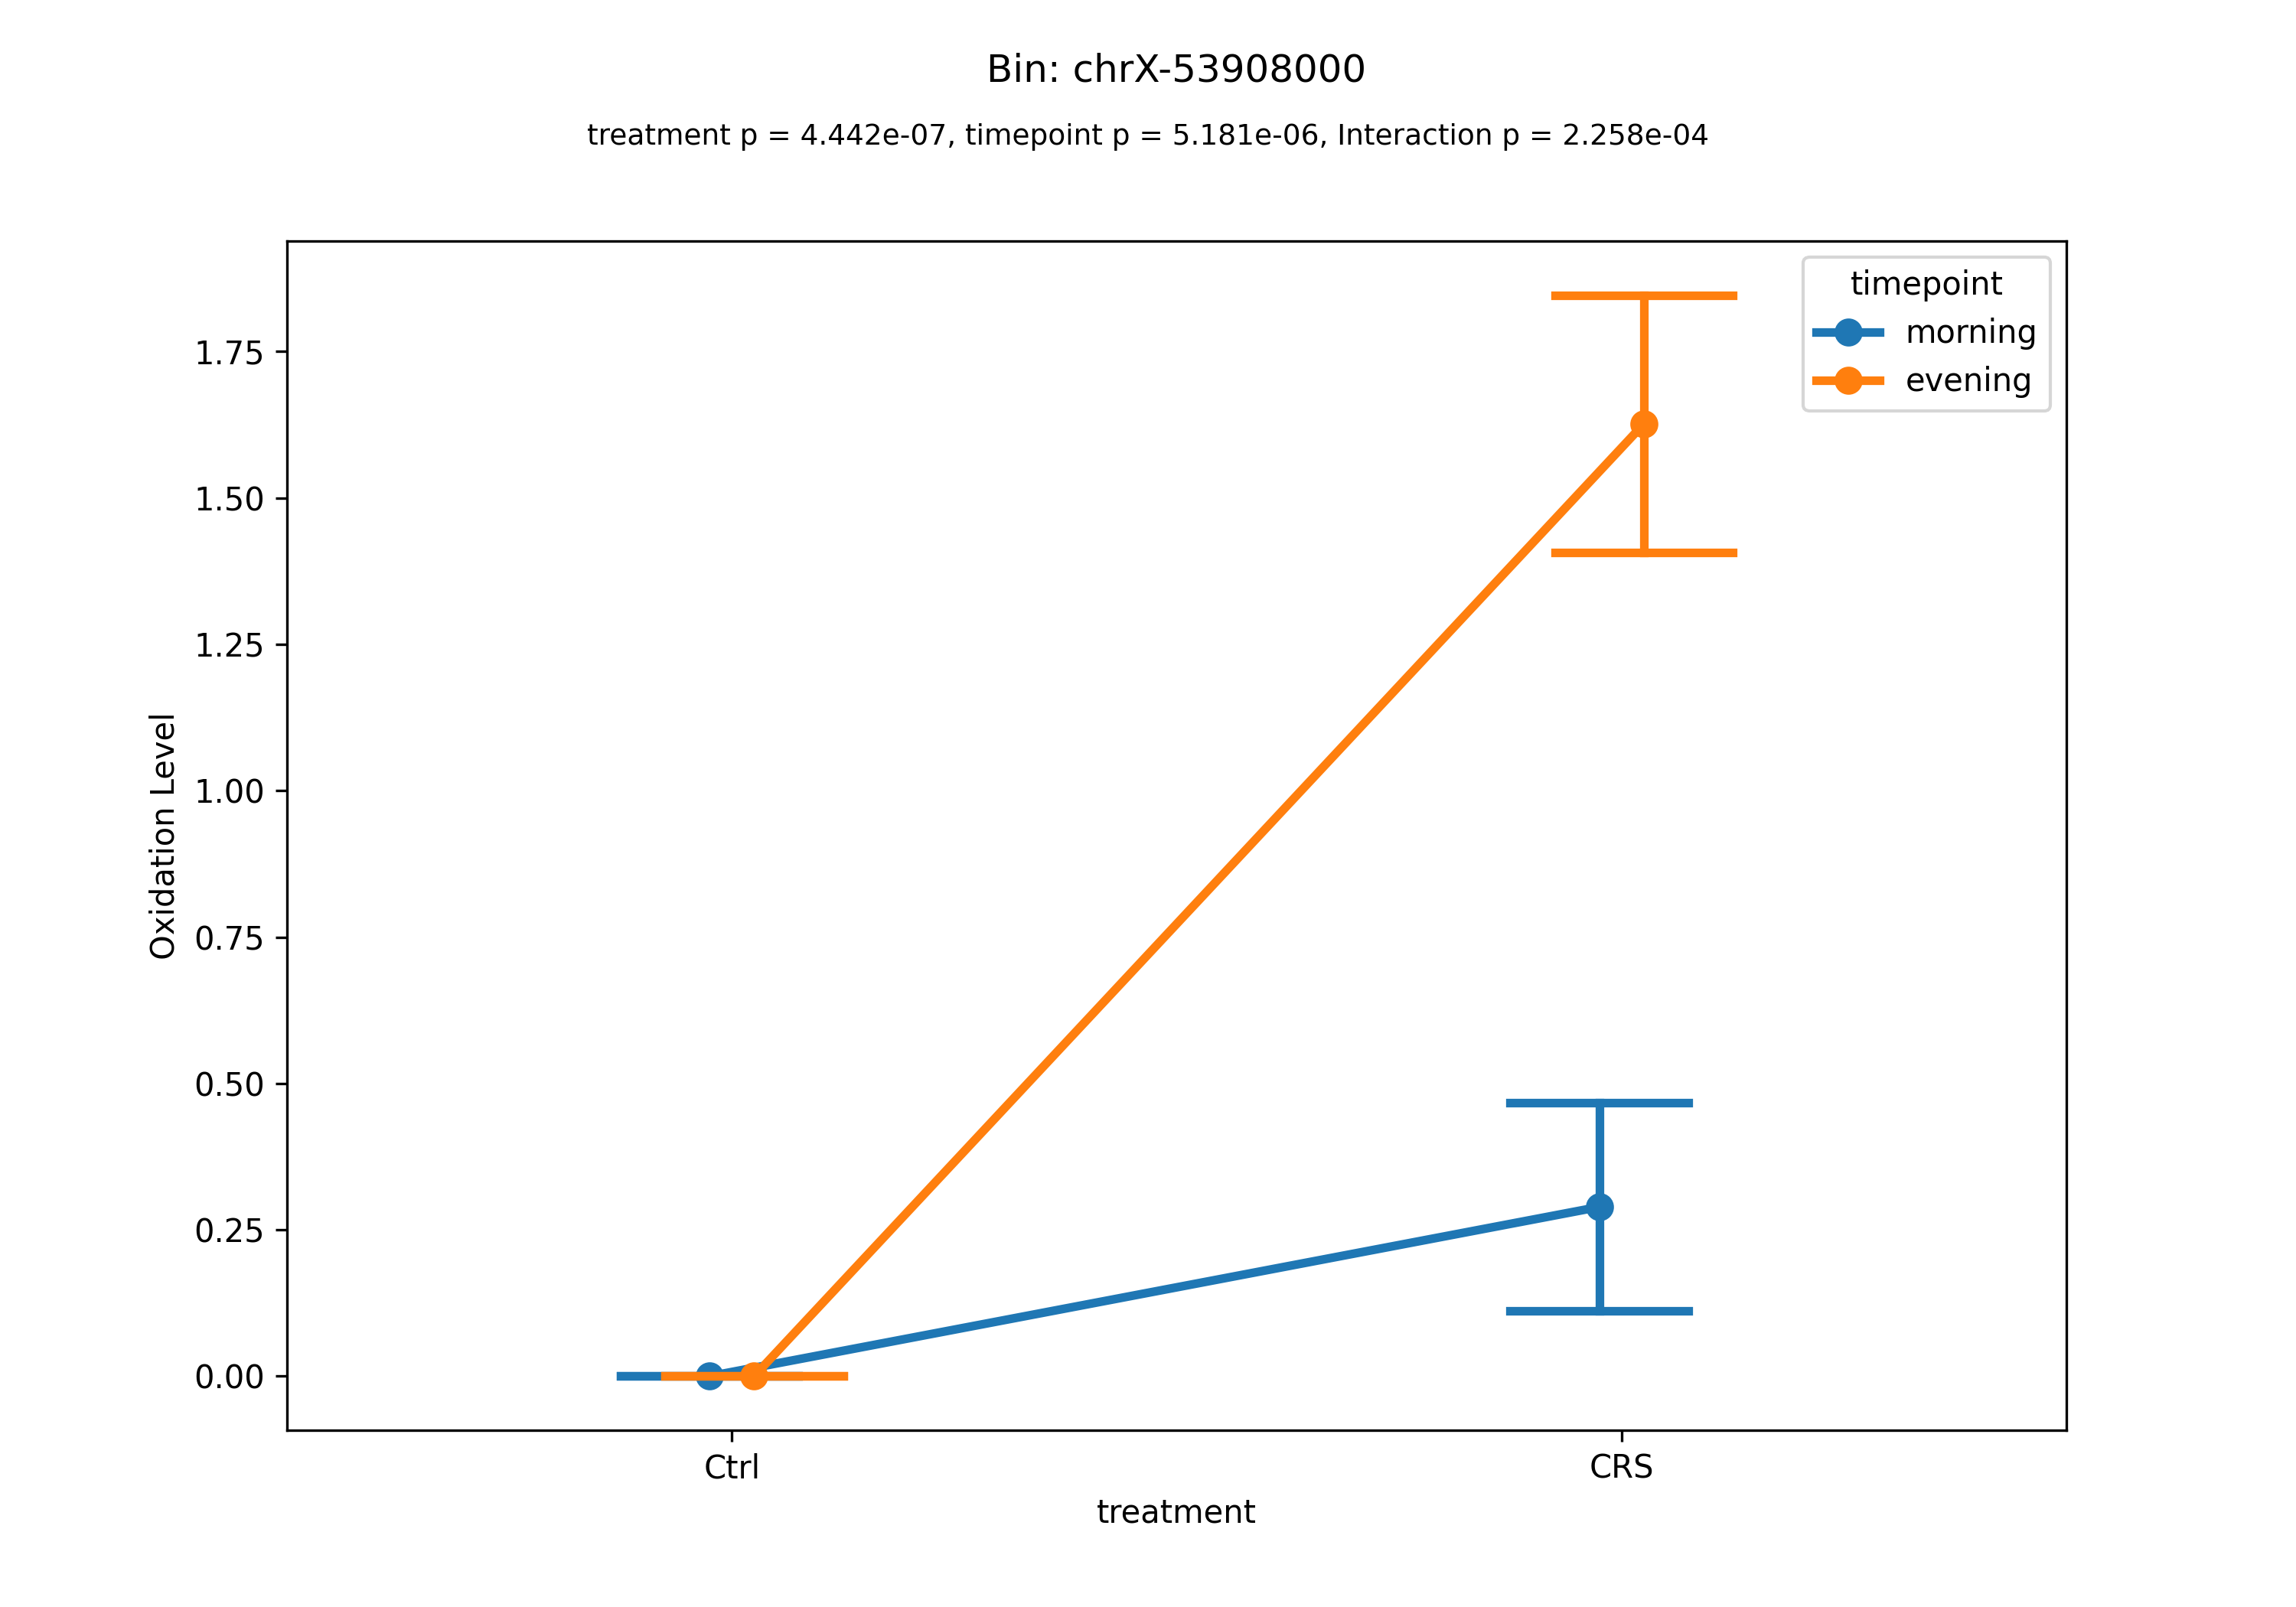 Bin: chrX-53908000
treatment p = 4.442e-07, timepoint p = 5.181e-06, Interaction p = 2.258e-04
timepoint
morning
evening
1.75
1.50
1.25
1.00
0.75
0.50
0.25
0.00
Oxidation Level
Ctrl
CRS
treatment